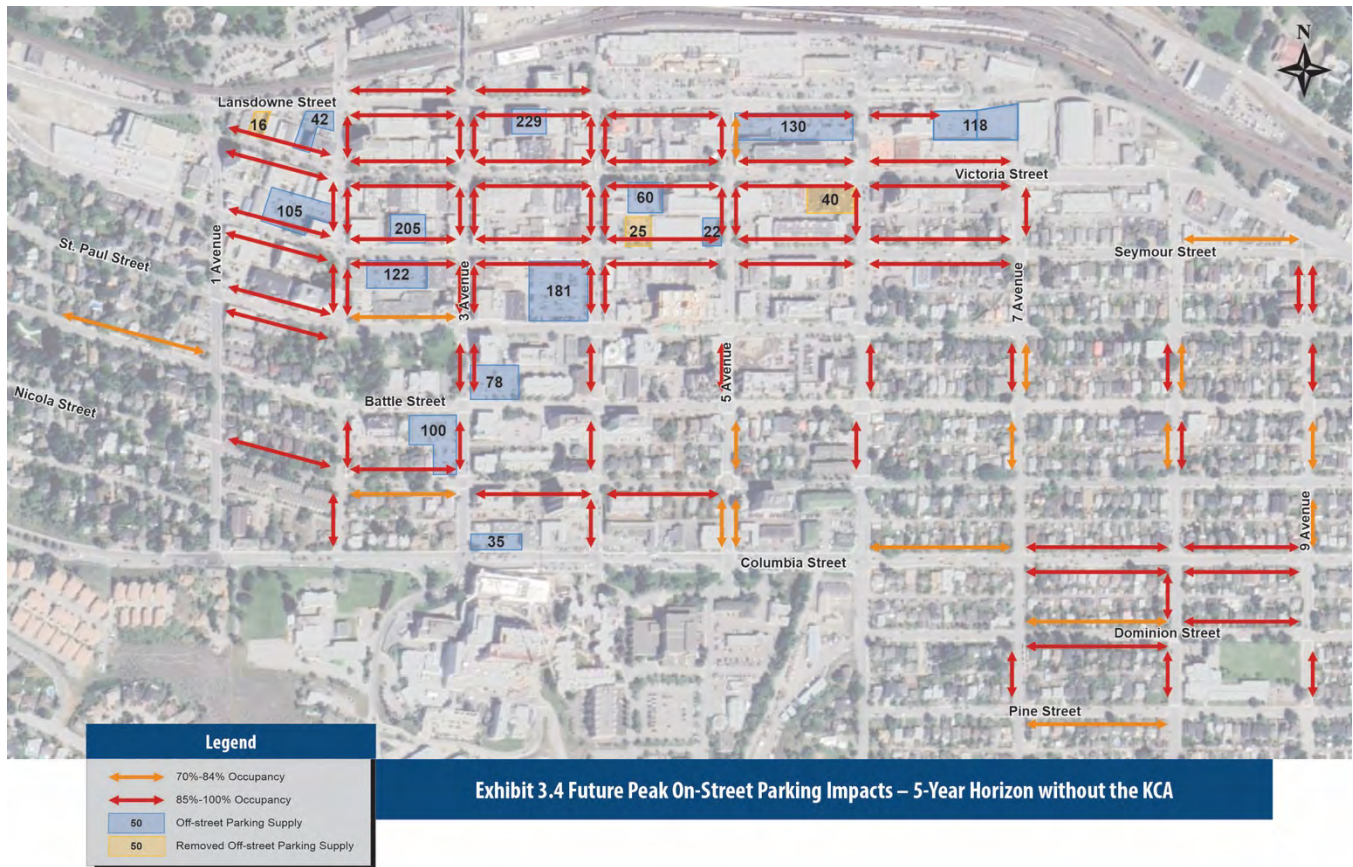 N
Lansdowne Street
16
42
229
130
118
Victoria Street
105
205
60
25
22
40
Seymour Street
St. Paul Street
1 Avenue
122
3 Avenue
181
7 Avenue
78
5 Avenue
Battle Street
Nicola Street
100
35
9 Avenue
Columbia Street
Dominion Street
Pine Street
Legend
70%-84% Occupancy
85%-100% Occupancy
50 Off-street Parking Supply
50 Removed Off-street Parking Supply
Exhibit 3.4 Future Peak On-Street Parking Impacts – 5-Year Horizon without the KCA